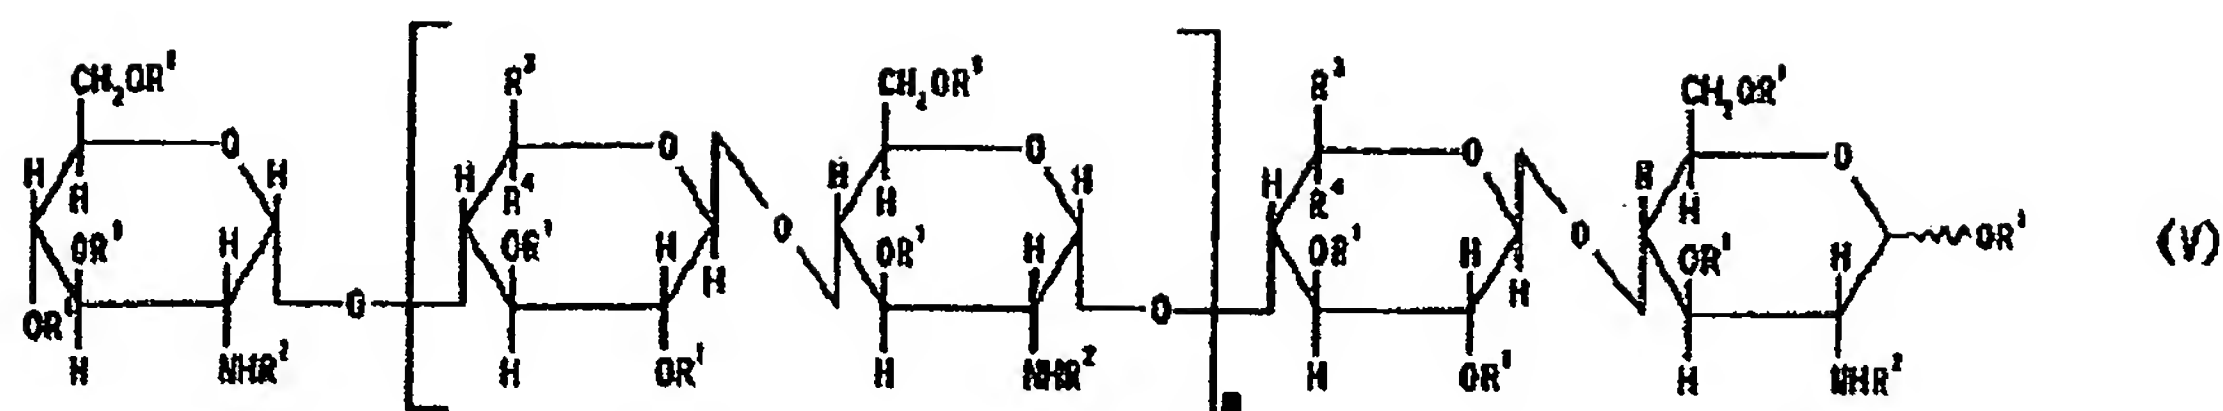 CH₂OR¹ R³ CH₂OR¹ R³ CH₂OR¹
O O O O O
H H H H H H H
H R⁴ H R⁴ H
OR¹ H OR¹ H O OR¹ H OR¹ H O OR¹ H OR¹ (V)
H H
O O
OR¹
H NHR² H OR¹ H NHR² H OR¹ H NHR²